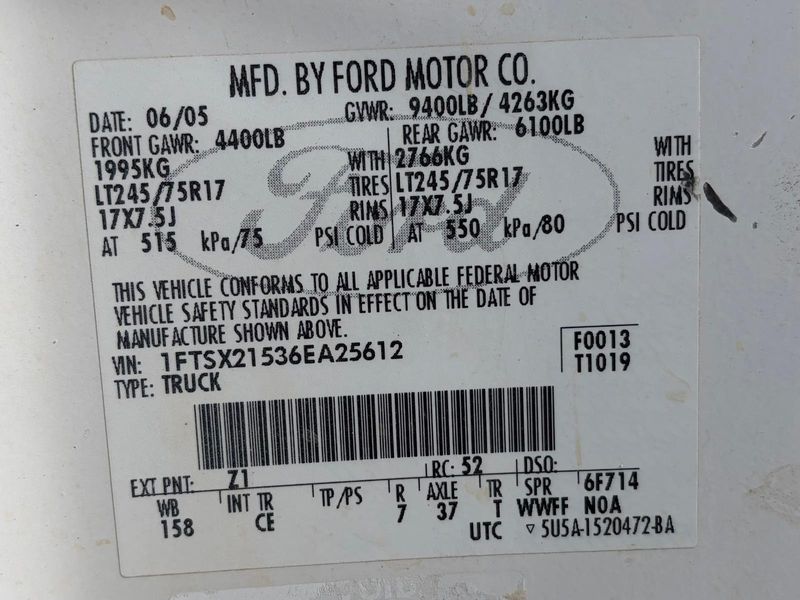 MFD. BY FORD MOTOR CO.
DATE: 06/05 GVWR: 9400LB/ 4263KG
FRONT GAWR: 4400LB REAR GAWR: 6100LB
1995KG WITH 2766KG WITH
LT245/75R17 TIRES LT245/75R17 TIRES
17X7.5J RIMS 17X7.5J RIMS
AT 515 kPa/75 PSI COLD AT 550 kPa/80 PSI COLD
Ford
THIS VEHICLE CONFORMS TO ALL APPLICABLE FEDERAL MOTOR
VEHICLE SAFETY STANDARDS IN EFFECT ON THE DATE OF
MANUFACTURE SHOWN ABOVE.
VIN: 1FTSX21536EA25612 F0013
TYPE: TRUCK T1019
EXT PNT: Z1 RC: 52 DSO:
WB INT TR TP/PS R AXLE TR SPR 6F714
158 CE 7 37 T WWFF N0A
UTC ▽5U5A-1520472-BA